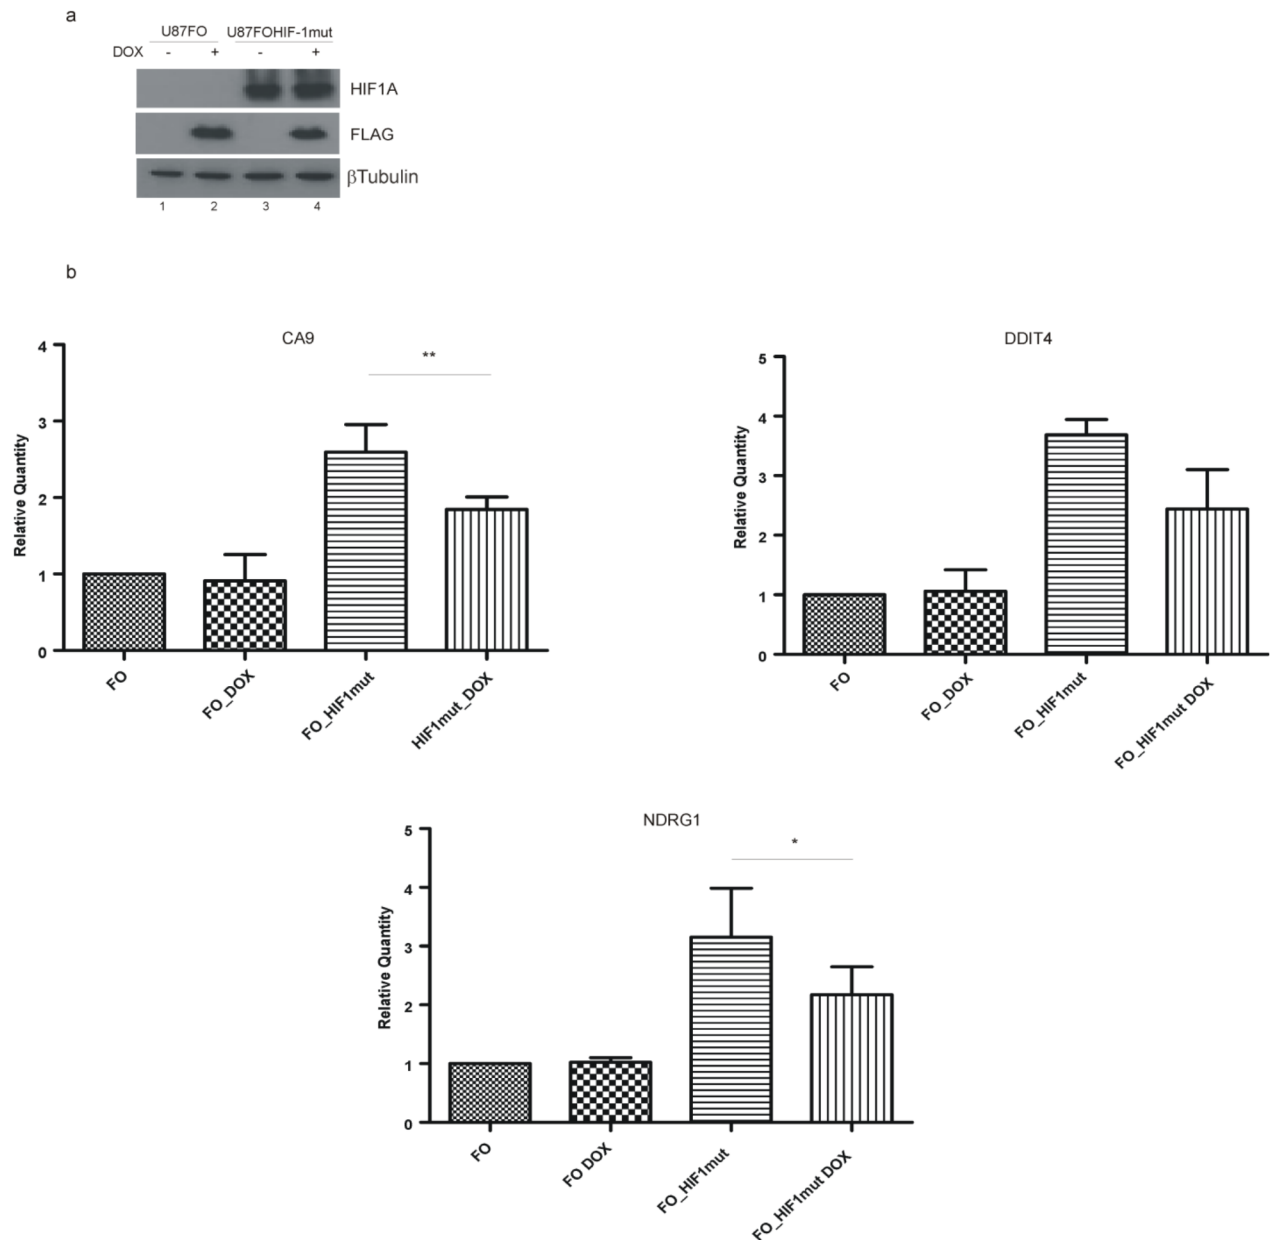 a
U87FO U87FOHIF-1mut
DOX - + - +
HIF1A
FLAG
βTubulin
1 2 3 4
b
CA9
**
Relative Quantity
4
3
2
1
0
FO
FO_DOX
FO_HIF1mut
HIF1mut_DOX
DDIT4
Relative Quantity
5
4
3
2
1
0
FO
FO_DOX
FO_HIF1mut
FO_HIF1mut DOX
NDRG1
*
Relative Quantity
5
4
3
2
1
0
FO
FO DOX
FO_HIF1mut
FO_HIF1mut DOX